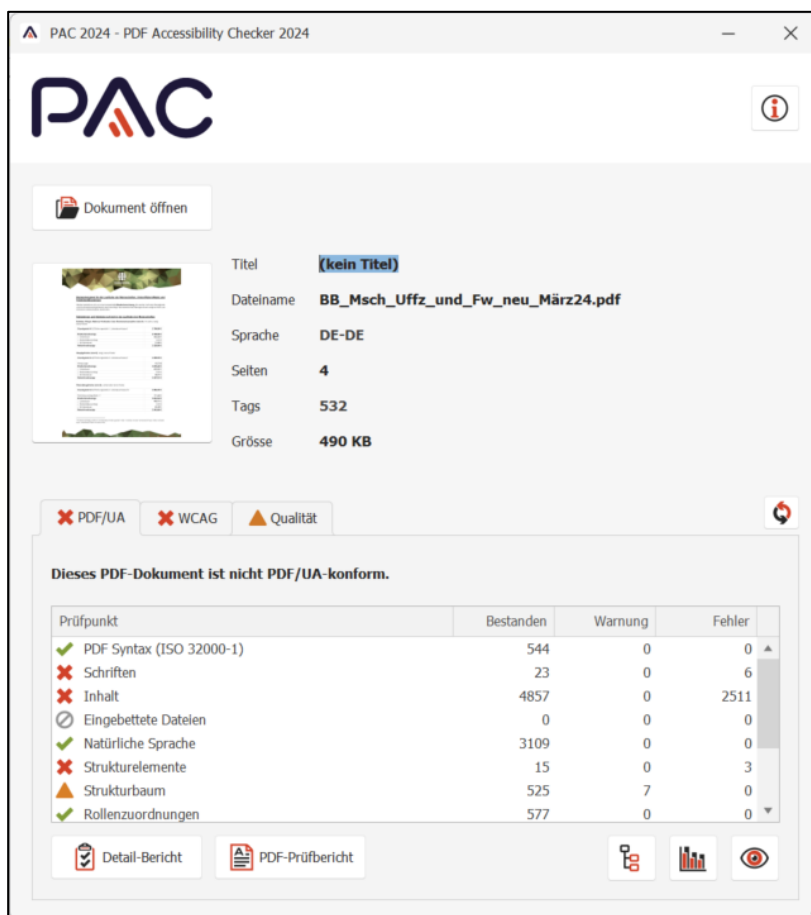 PAC 2024 - PDF Accessibility Checker 2024
PAC
Dokument öffnen
Titel (kein Titel)
Dateiname BB_Msch_Uffz_und_Fw_neu_März24.pdf
Sprache DE-DE
Seiten 4
Tags 532
Grösse 490 KB
PDF/UA WCAG Qualität
Dieses PDF-Dokument ist nicht PDF/UA-konform.
Prüfpunkt Bestanden Warnung Fehler
PDF Syntax (ISO 32000-1) 544 0 0
Schriften 23 0 6
Inhalt 4857 0 2511
Eingebettete Dateien 0 0 0
Natürliche Sprache 3109 0 0
Strukturelemente 15 0 3
Strukturbaum 525 7 0
Rollenzuordnungen 577 0 0
Detail-Bericht PDF-Prüfbericht